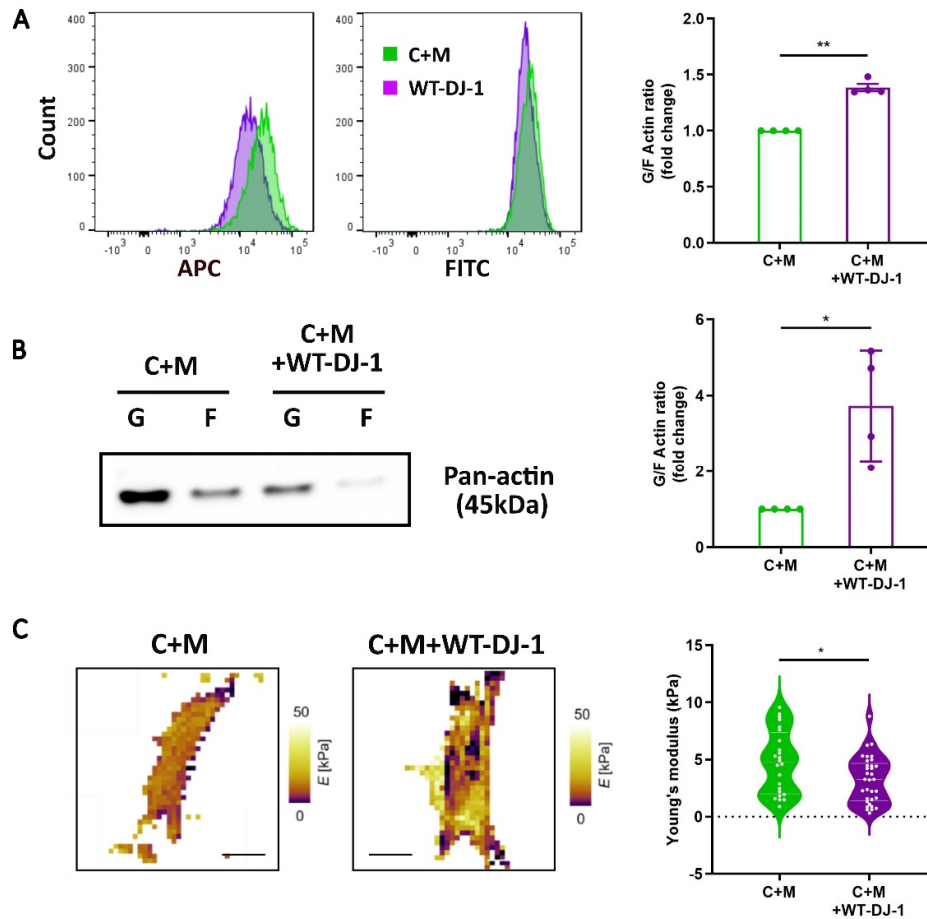 A
400
300
200
100
0
Count
-10³ 0 10³ 10⁴ 10⁵
APC
400
300
200
100
0
C+M
WT-DJ-1
-10³ 0 10³ 10⁴ 10⁵
FITC
**
2.0
1.5
1.0
0.5
0.0
G/F Actin ratio
(fold change)
C+M
C+M
+WT-DJ-1
B
C+M
C+M
+WT-DJ-1
G F G F
Pan-actin
(45kDa)
*
6
4
2
0
G/F Actin ratio
(fold change)
C+M
C+M
+WT-DJ-1
C
C+M
50
E [kPa]
0
C+M+WT-DJ-1
50
E [kPa]
0
*
15
10
5
0
-5
Young's modulus (kPa)
C+M
C+M
+WT-DJ-1